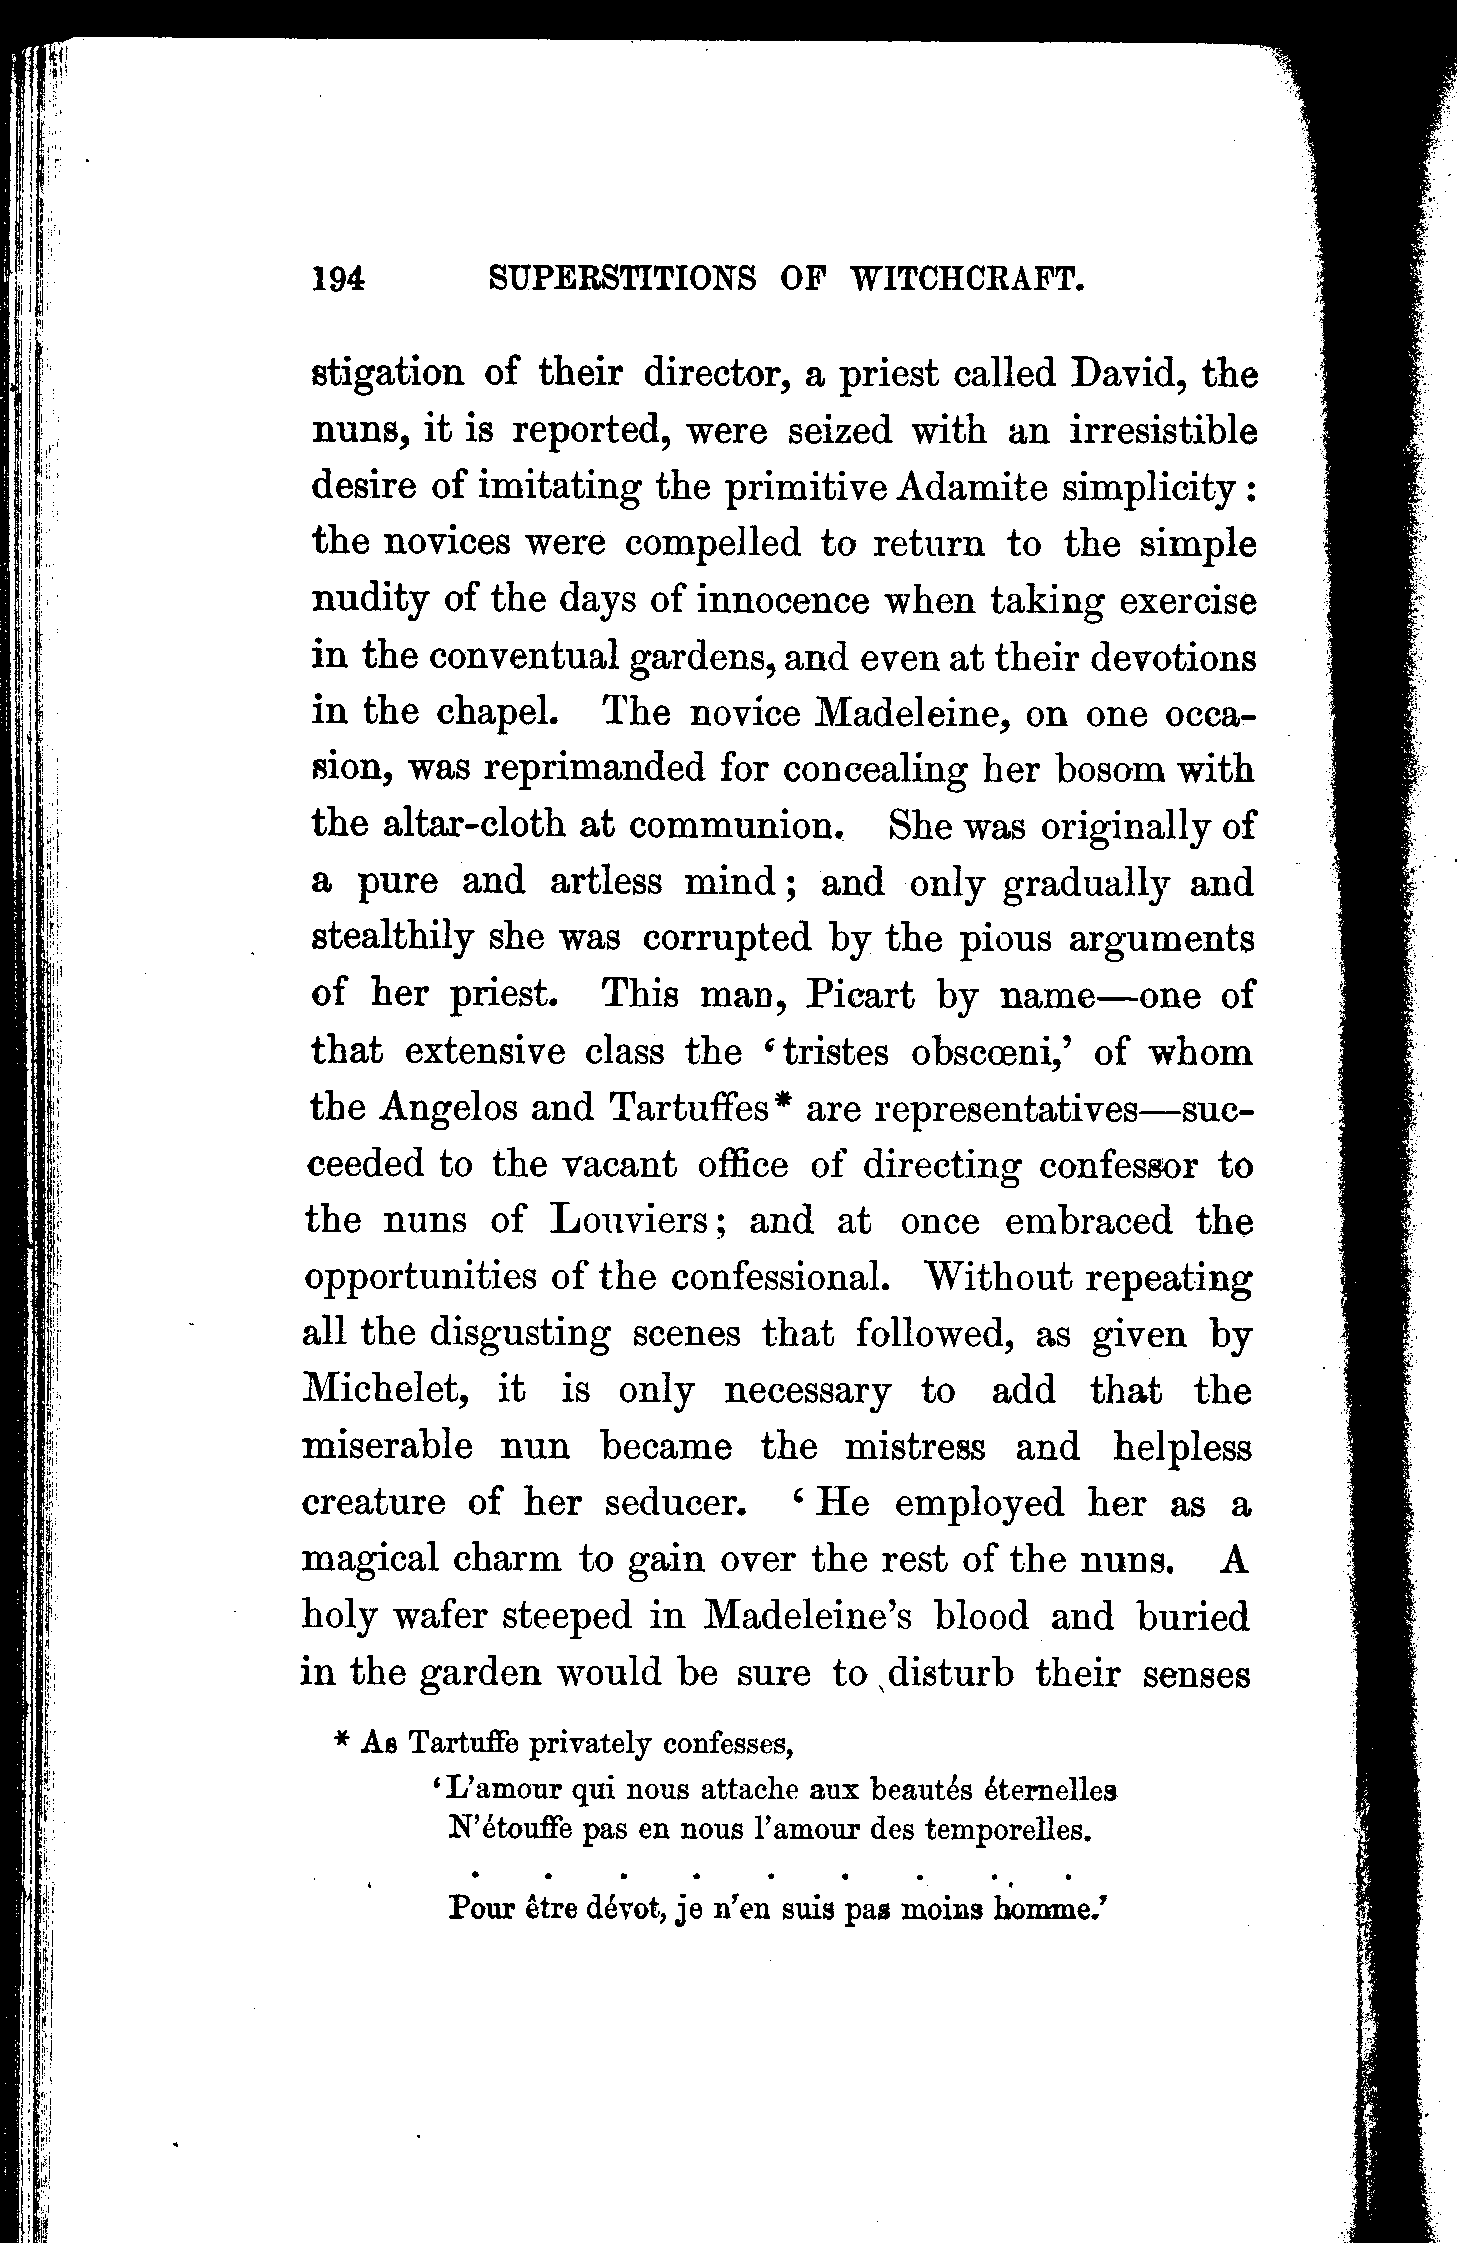 194 SUPERSTITIONS OF WITCHCRAFT.
stigation of their director, a priest called David, the
nuns, it is reported, were seized with an irresistible
desire of imitating the primitive Adamite simplicity :
the novices were compelled to return to the simple
nudity of the days of innocence when taking exercise
in the conventual gardens, and even at their devotions
in the chapel. The novice Madeleine, on one occa-
sion, was reprimanded for concealing her bosom with
the altar-cloth at communion. She was originally of
a pure and artless mind ; and only gradually and
stealthily she was corrupted by the pious arguments
of her priest. This man, Picart by name—one of
that extensive class the ‘tristes obscœni,’ of whom
the Angelos and Tartuffes* are representatives—suc-
ceeded to the vacant office of directing confessor to
the nuns of Louviers; and at once embraced the
opportunities of the confessional. Without repeating
all the disgusting scenes that followed, as given by
Michelet, it is only necessary to add that the
miserable nun became the mistress and helpless
creature of her seducer. ‘He employed her as a
magical charm to gain over the rest of the nuns. A
holy wafer steeped in Madeleine’s blood and buried
in the garden would be sure to disturb their senses
* As Tartuffe privately confesses,
‘L’amour qui nous attache aux beautés éternelles
N’étouffe pas en nous l’amour des temporelles.
. . . . . . . . .
Pour être dévot, je n’en suis pas moins homme.’